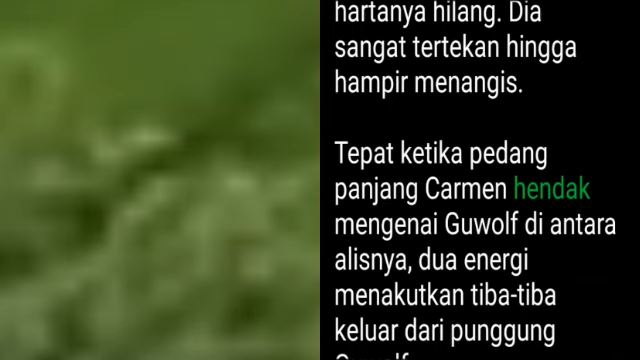 hartanya hilang. Dia
sangat tertekan hingga
hampir menangis.
Tepat ketika pedang
panjang Carmen hendak
mengenai Guwolf di antara
alisnya, dua energi
menakutkan tiba-tiba
keluar dari punggung